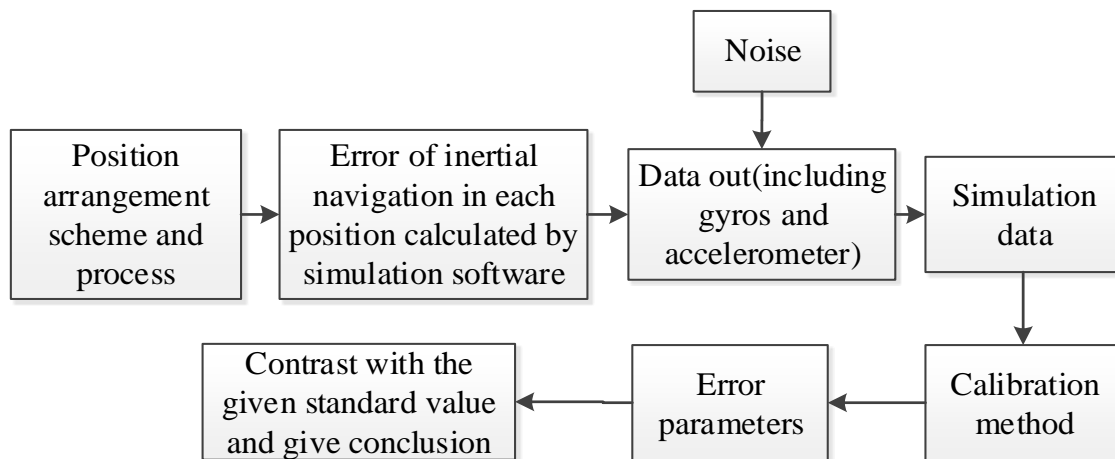 Noise
Position
arrangement
scheme and
process
Error of inertial
navigation in each
position calculated by
simulation software
Data out(including
gyros and
accelerometer)
Simulation
data
Contrast with the
given standard value
and give conclusion
Error
parameters
Calibration
method